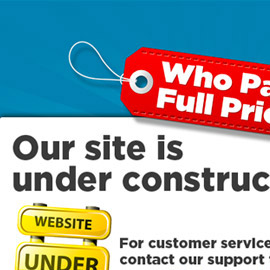 Who Pa
Full Pri
Our site is
under construc
WEBSITE
UNDER
For customer service
contact our support